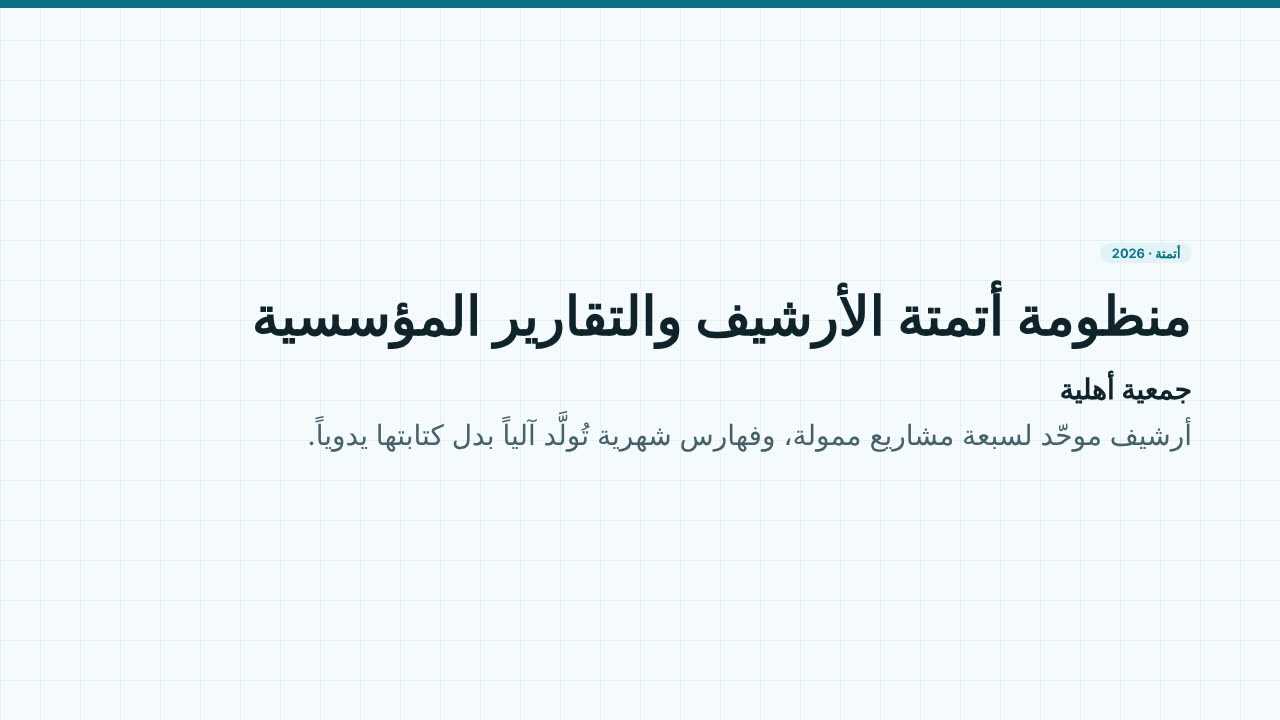 أتمتة · 2026
منظومة أتمتة الأرشيف والتقارير المؤسسية
جمعية أهلية
أرشيف موحّد لسبعة مشاريع ممولة، وفهارس شهرية تُولَّد آلياً بدل كتابتها يدوياً.